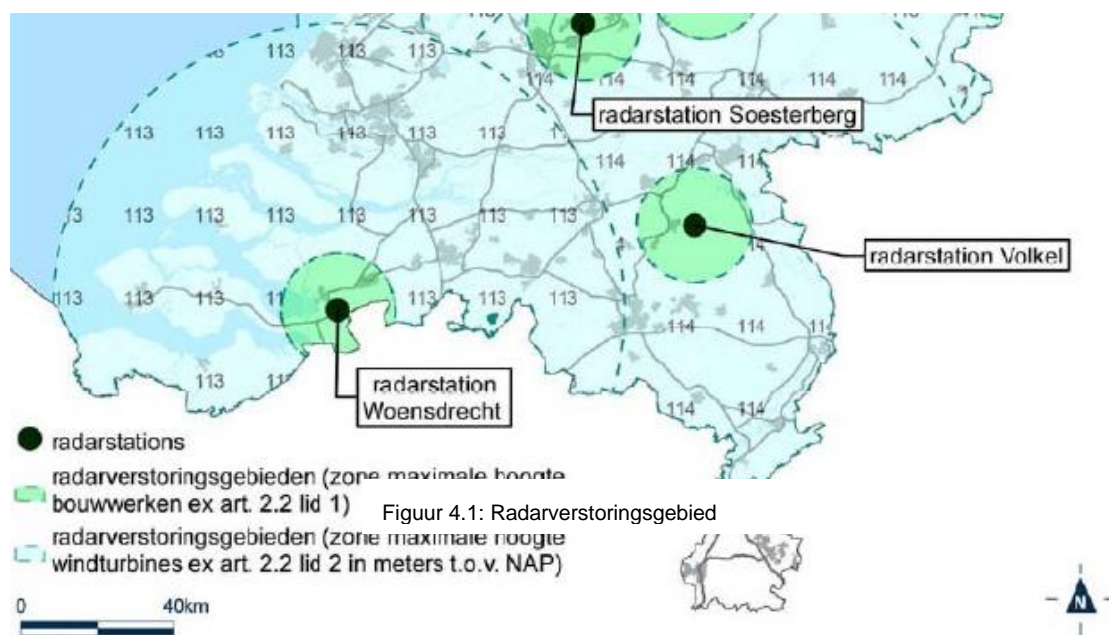 113 113 113 113
114 114 114 114 114 114
radarstation Soesterberg
113 113 113 113 113 113
114 114 114
113 113 113 113 113 113 113
radarstation Volkel
113 113 113 113 113 113
114 114
113
radarstation
Woensdrecht
114 114
radarstations
radarverstoringsgebieden (zone maximale hoogte
bouwwerken ex art. 2.2 lid 1)
Figuur 4.1: Radarverstoringsgebied
radarverstoringsgebieden (zone maximale hoogte
windturbines ex art. 2.2 lid 2 in meters t.o.v. NAP)
0 40km
N